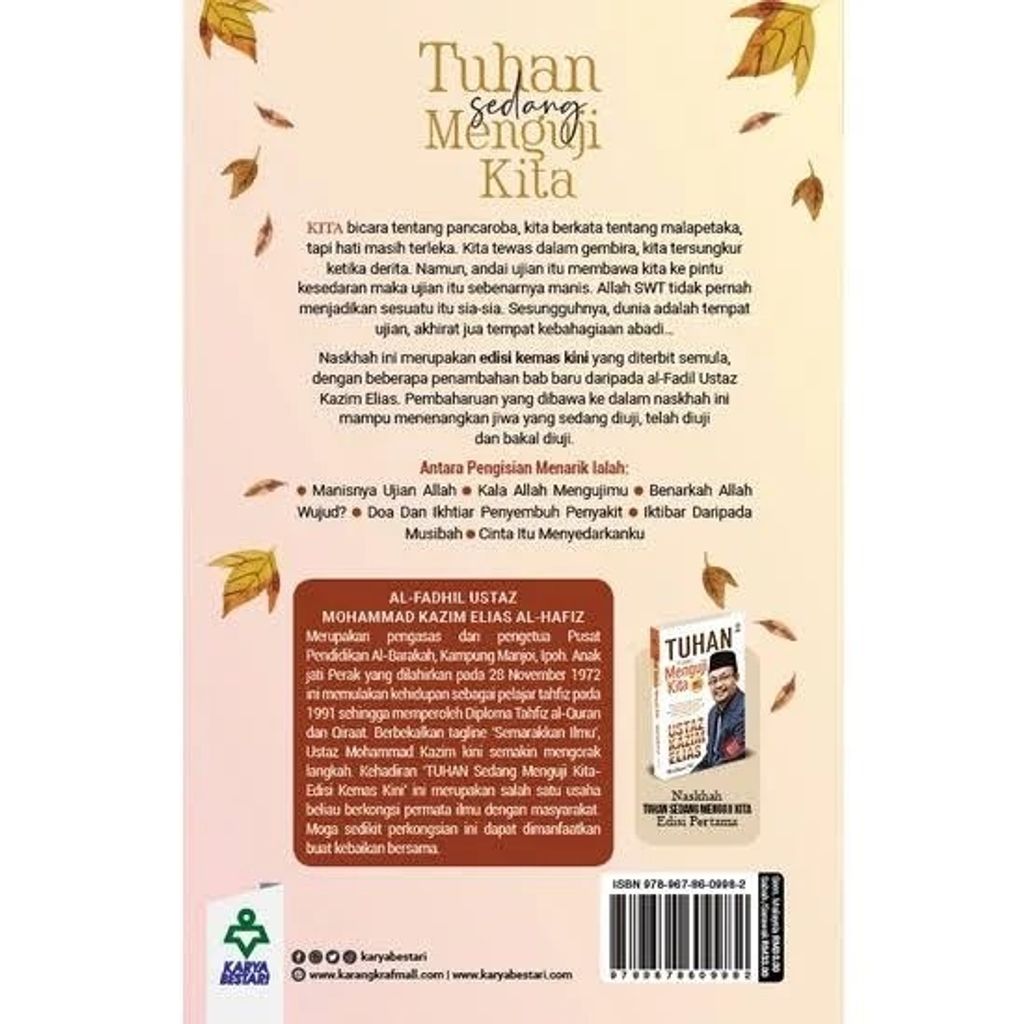 Tuhan
sedang
Menguji
Kita
KITA bicara tentang pancaroba, kita berkata tentang malapetaka,
tapi hati masih terleka. Kita tewas dalam gembira, kita tersungkur
ketika derita. Namun, andai ujian itu membawa kita ke pintu
kesedaran maka ujian itu sebenarnya manis. Allah SWT tidak pernah
menjadikan sesuatu itu sia-sia. Sesungguhnya, dunia adalah tempat
ujian, akhirat jua tempat kebahagiaan abadi...
Naskhah ini merupakan edisi kemas kini yang diterbit semula,
dengan beberapa penambahan bab baru daripada al-Fadil Ustaz
Kazim Elias. Pembaharuan yang dibawa ke dalam naskhah ini
mampu menenangkan jiwa yang sedang diuji, telah diuji
dan bakal diuji.
Antara Pengisian Menarik Ialah:
• Manisnya Ujian Allah • Kala Allah Mengujimu • Benarkah Allah
Wujud? • Doa Dan Ikhtiar Penyembuh Penyakit • Iktibar Daripada
Musibah • Cinta Itu Menyedarkanku
AL-FADHIL USTAZ
MOHAMMAD KAZIM ELIAS AL-HAFIZ
Merupakan pengasas dan pengetua Pusat
Pendidikan Al-Barakah, Kampung Manjoi, Ipoh. Anak
jati Perak yang dilahirkan pada 28 November 1972
ini memulakan kehidupan sebagai pelajar tahfiz pada
1991 sehingga memperoleh Diploma Tahfiz al-Quran
dan Qiraat. Berbekalkan tagline 'Semarakkan Ilmu',
Ustaz Mohammad Kazim kini semakin mengorak
langkah. Kehadiran 'TUHAN Sedang Menguji Kita-
Edisi Kemas Kini' ini merupakan salah satu usaha
beliau berkongsi permata ilmu dengan masyarakat.
Moga sedikit perkongsian ini dapat dimanfaatkan
buat kebaikan bersama.
TUHAN
Menguji
Kita
USTAZ
KAZIM
ELIAS
Naskhah
TUHAN SEDANG MENGUJI KITA
Edisi Pertama
ISBN 978-967-86-0998-2
9789678609982
KARYA
BESTARI
karyabestari
www.karangkrafmall.com | www.karyabestari.com